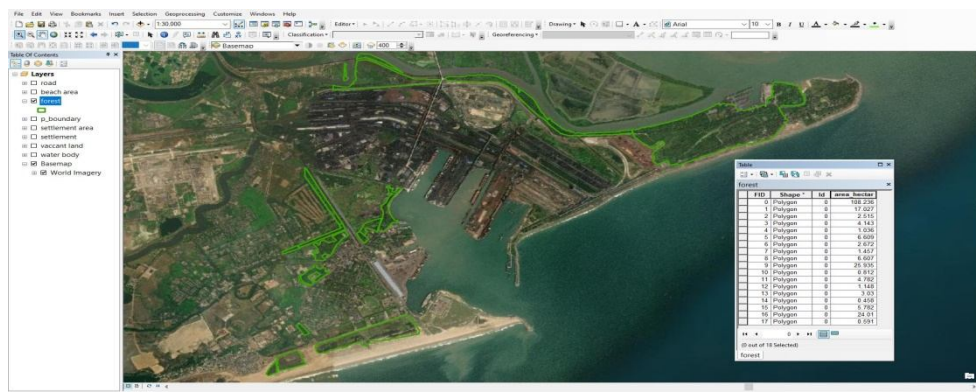 File Edit View Bookmarks Insert Selection Geoprocessing Customize Windows Help
1:30,000 Editor Drawing Arial 10 B I U A
Classification Georeferencing
Basemap 400
Table Of Contents
Layers
road
beach area
forest
p_boundary
settlement area
settlement
vaccant land
water body
Basemap
World Imagery
Table
forest
FID Shape * Id area_hectar
0 Polygon 0 108.236
1 Polygon 0 17.027
2 Polygon 0 2.515
3 Polygon 0 4.143
4 Polygon 0 1.036
5 Polygon 0 6.609
6 Polygon 0 2.672
7 Polygon 0 1.457
8 Polygon 0 6.607
9 Polygon 0 25.935
10 Polygon 0 0.812
11 Polygon 0 4.782
12 Polygon 0 1.148
13 Polygon 0 3.03
14 Polygon 0 0.458
15 Polygon 0 5.782
16 Polygon 0 24.01
17 Polygon 0 0.591
0
(0 out of 18 Selected)
forest